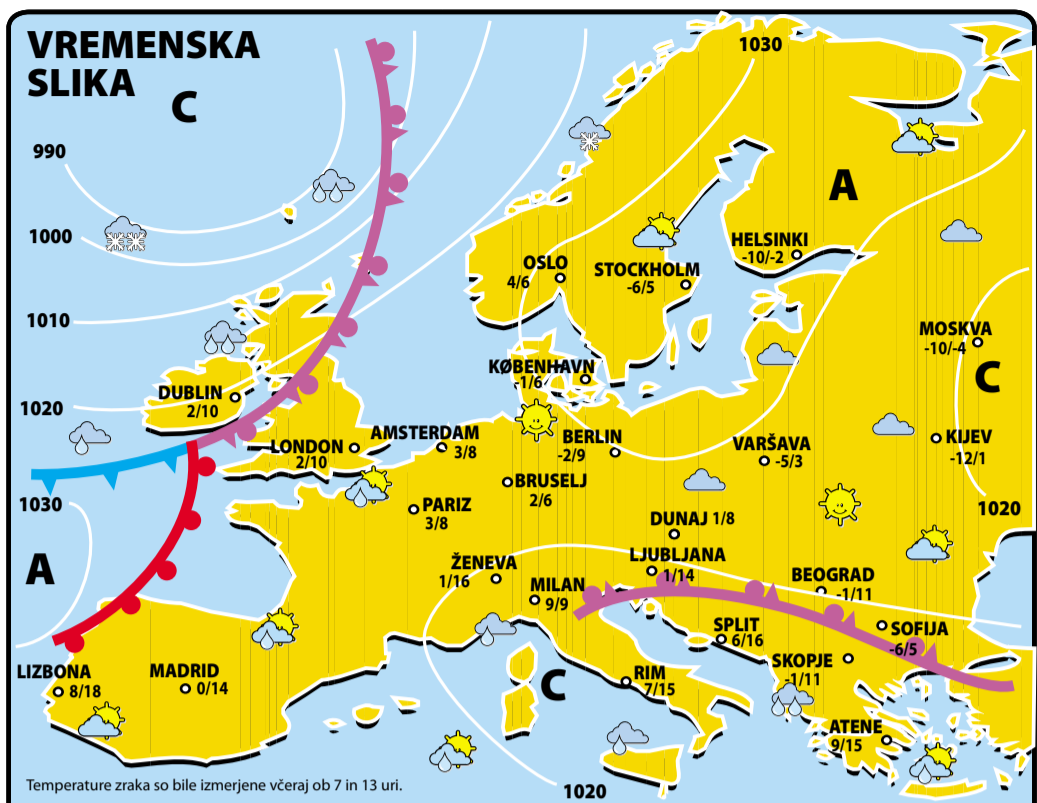 VREMENSKA
SLIKA
C
1030
990
A
1000
HELSINKI
-10/-2
OSLO
4/6
STOCKHOLM
-6/5
1010
MOSKVA
-10/-4
KØBENHAVN
-1/6
C
DUBLIN
2/10
1020
AMSTERDAM
3/8
LONDON
2/10
BERLIN
-2/9
VARŠAVA
-5/3
KIJEV
-12/1
BRUSELJ
2/6
1030
PARIZ
3/8
1020
DUNAJ 1/8
LJUBLJANA
1/14
ŽENEVA
1/16
A
MILAN
9/9
BEOGRAD
-1/11
SPLIT
6/16
SOFIJA
-6/5
SKOPJE
-1/11
LIZBONA
8/18
MADRID
0/14
C
RIM
7/15
ATENE
9/15
Temperature zraka so bile izmerjene včeraj ob 7 in 13 uri.
1020